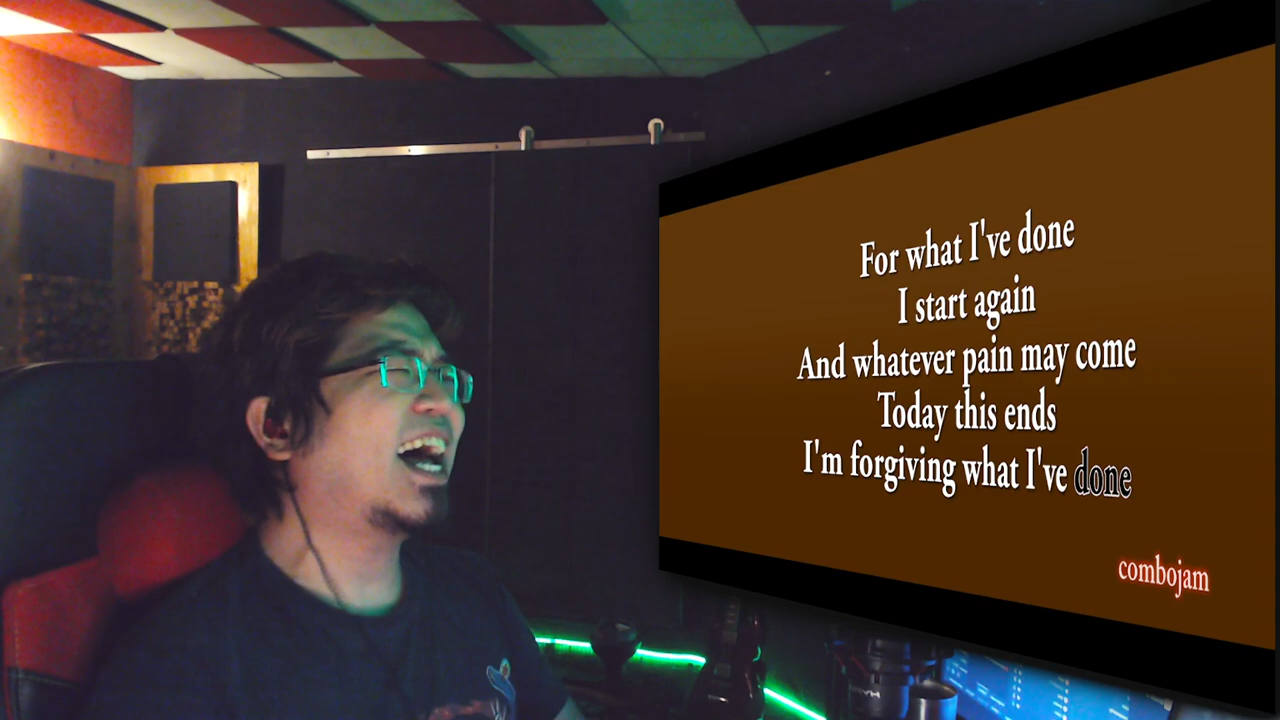 For what I've done
I start again
And whatever pain may come
Today this ends
I'm forgiving what I've done
combojam